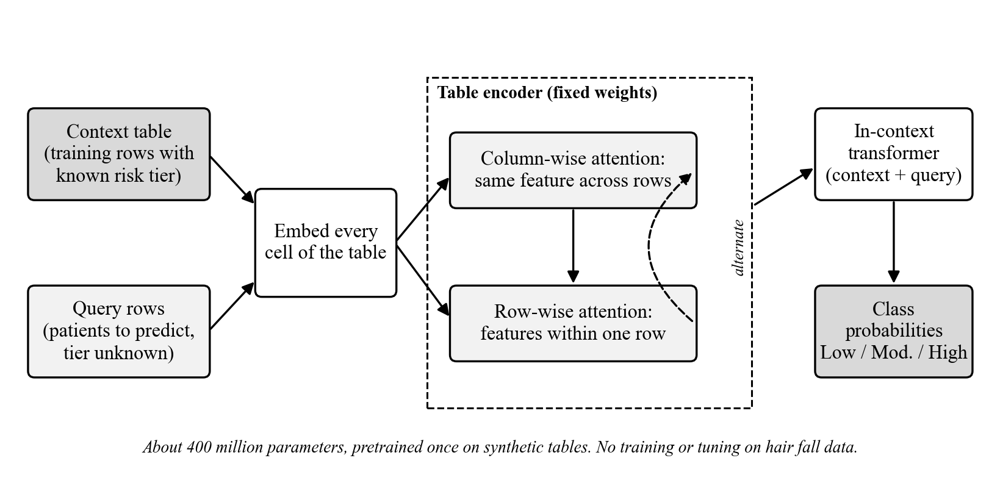 Table encoder (fixed weights)
Context table
(training rows with
known risk tier)
Query rows
(patients to predict,
tier unknown)
Embed every
cell of the table
Column-wise attention:
same feature across rows
Row-wise attention:
features within one row
alternate
In-context
transformer
(context + query)
Class
probabilities
Low / Mod. / High
About 400 million parameters, pretrained once on synthetic tables. No training or tuning on hair fall data.